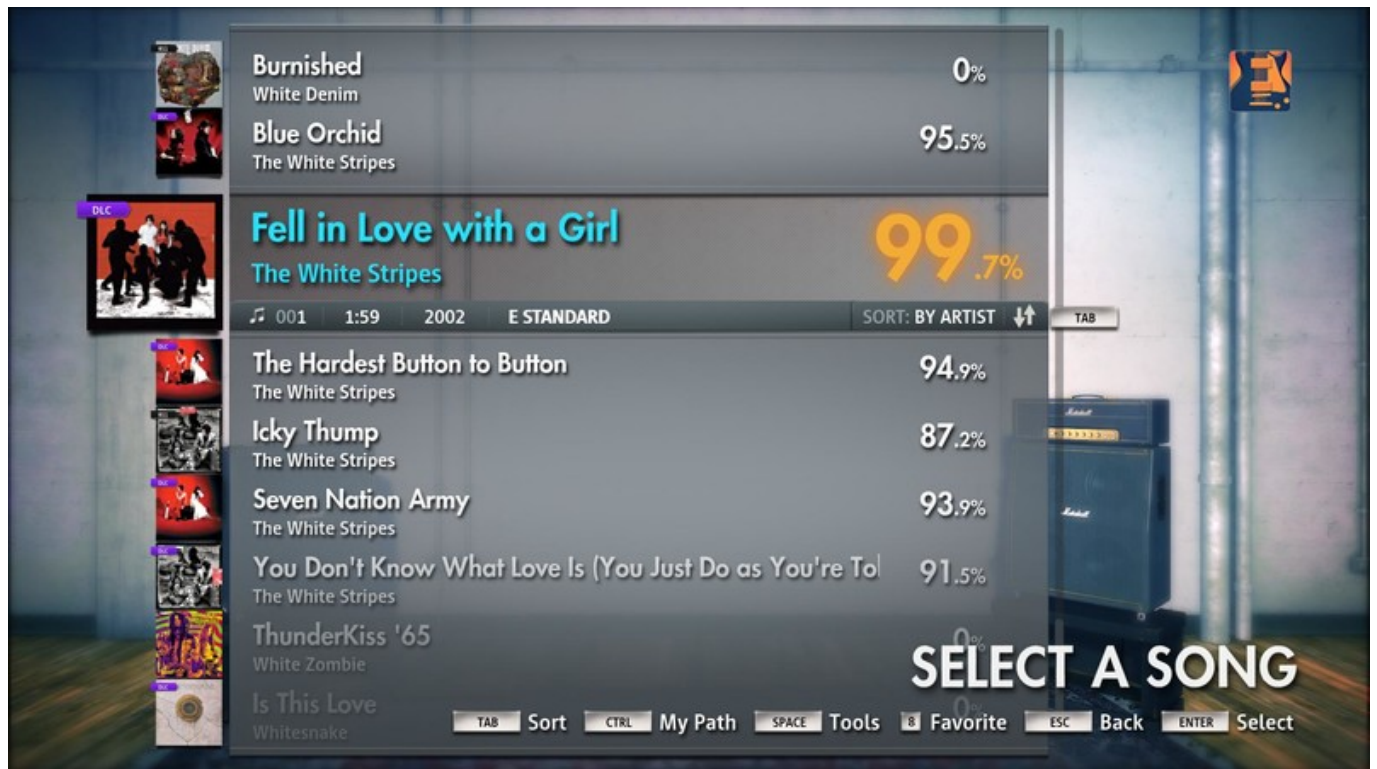 Burnished
0%
White Denim
Blue Orchid
95.5%
The White Stripes
DLC
Fell in Love with a Girl
99.7%
The White Stripes
001 1:59 2002 E STANDARD SORT: BY ARTIST TAB
The Hardest Button to Button
94.9%
The White Stripes
Icky Thump
87.2%
The White Stripes
Seven Nation Army
93.9%
The White Stripes
You Don't Know What Love Is (You Just Do as You're Tol
91.5%
The White Stripes
ThunderKiss '65
0%
White Zombie
SELECT A SONG
Is This Love
0%
Whitesnake
TAB Sort CTRL My Path SPACE Tools 8 Favorite ESC Back ENTER Select
Marshall
Marshall